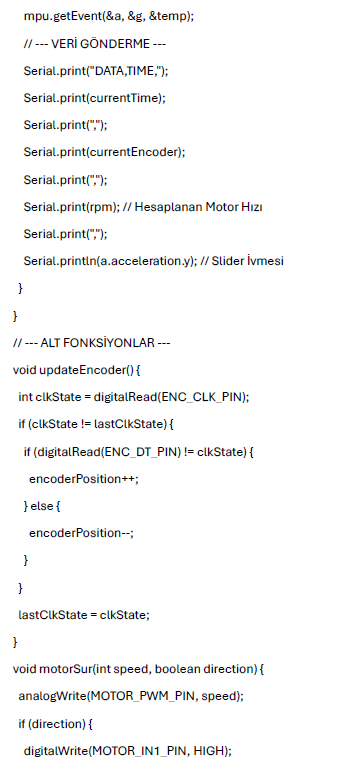 mpu.getEvent(&a, &g, &temp);
// --- VERİ GÖNDERME ---
Serial.print("DATA,TIME,");
Serial.print(currentTime);
Serial.print(",");
Serial.print(currentEncoder);
Serial.print(",");
Serial.print(rpm); // Hesaplanan Motor Hızı
Serial.print(",");
Serial.println(a.acceleration.y); // Slider İvmesi
}
}
// --- ALT FONKSİYONLAR ---
void updateEncoder() {
int clkState = digitalRead(ENC_CLK_PIN);
if (clkState != lastClkState) {
if (digitalRead(ENC_DT_PIN) != clkState) {
encoderPosition++;
} else {
encoderPosition--;
}
}
lastClkState = clkState;
}
void motorSur(int speed, boolean direction) {
analogWrite(MOTOR_PWM_PIN, speed);
if (direction) {
digitalWrite(MOTOR_IN1_PIN, HIGH);